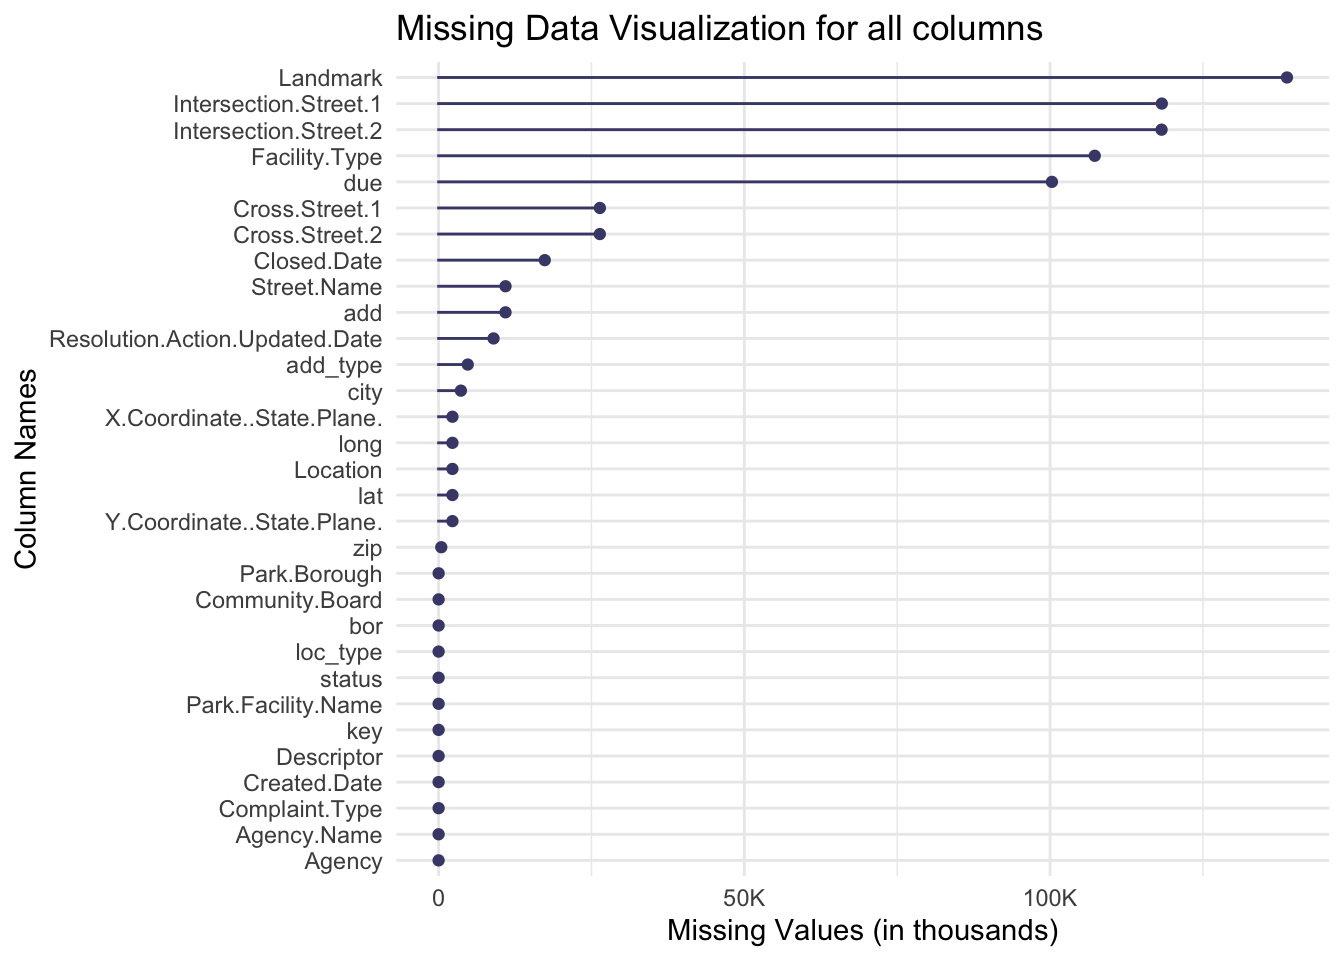 Missing Data Visualization for all columns
Landmark
Intersection.Street.1
Intersection.Street.2
Facility.Type
due
Cross.Street.1
Cross.Street.2
Closed.Date
Street.Name
add
Resolution.Action.Updated.Date
add_type
city
X.Coordinate..State.Plane.
long
Location
lat
Y.Coordinate..State.Plane.
zip
Park.Borough
Community.Board
bor
loc_type
status
Park.Facility.Name
key
Descriptor
Created.Date
Complaint.Type
Agency.Name
Agency
Column Names
0 50K 100K
Missing Values (in thousands)